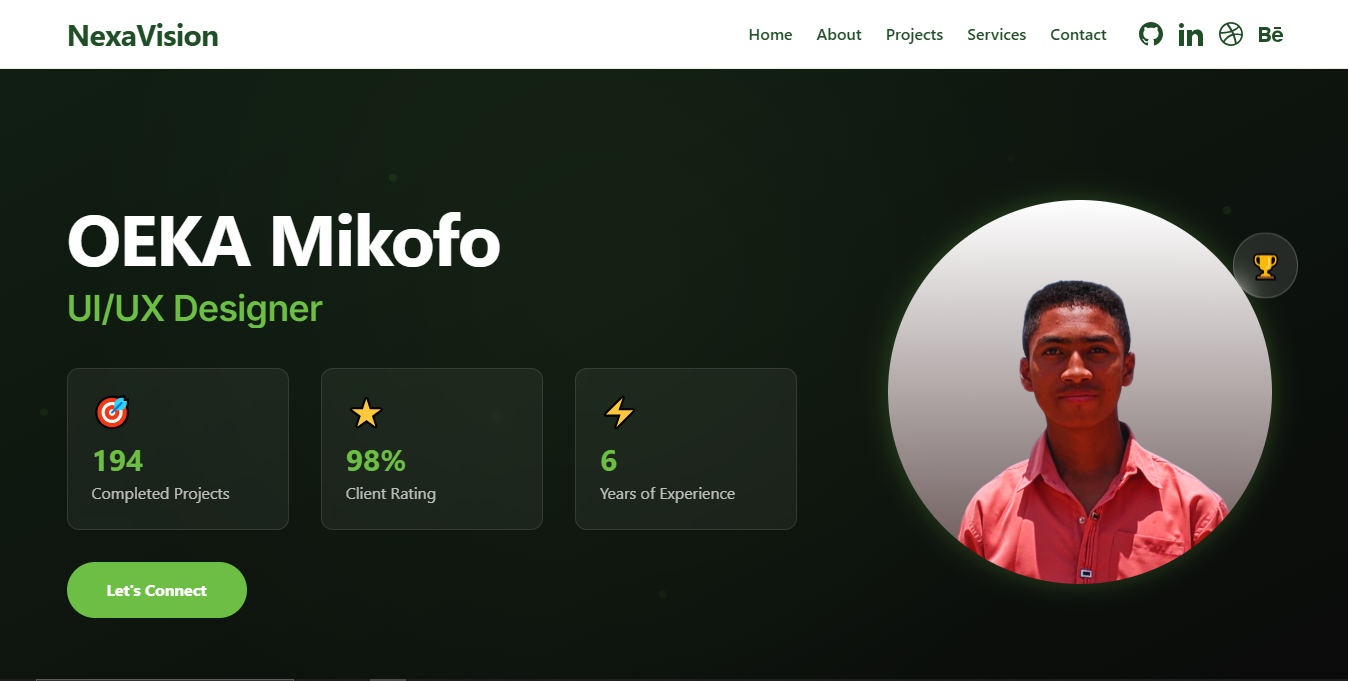 NexaVision
Home About Projects Services Contact Bē
OEKA Mikofo
UI/UX Designer
194
Completed Projects
98%
Client Rating
6
Years of Experience
Let's Connect